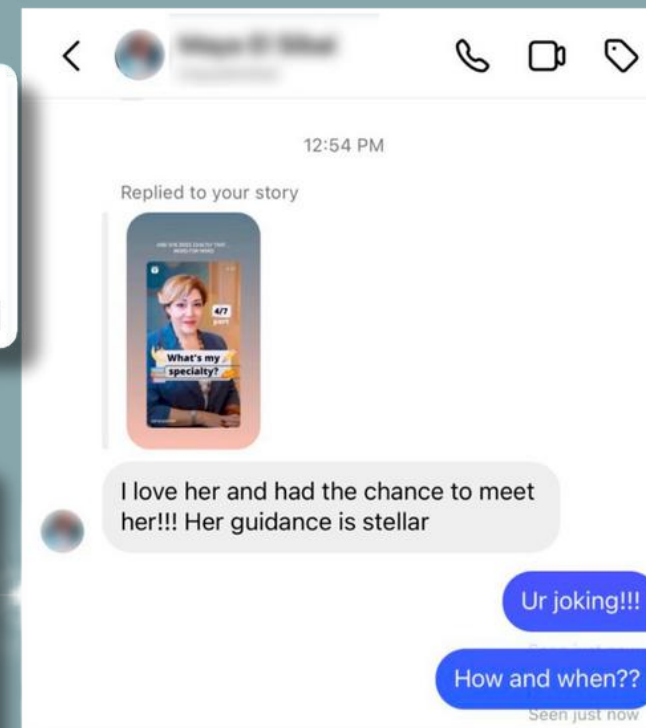 12:54 PM
Replied to your story
4/7
part
What's my
specialty?
I love her and had the chance to meet
her!!! Her guidance is stellar
Ur joking!!!
How and when??
Seen just now